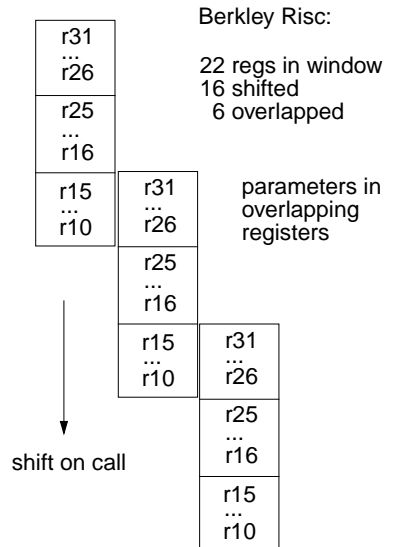 Berkley Risc:
22 regs in window
16 shifted
6 overlapped
r31
...
r26
r25
...
r16
r15
...
r10
r31
...
r26
r25
...
r16
r15
...
r10
r31
...
r26
r25
...
r16
r15
...
r10
parameters in
overlapping
registers
shift on call